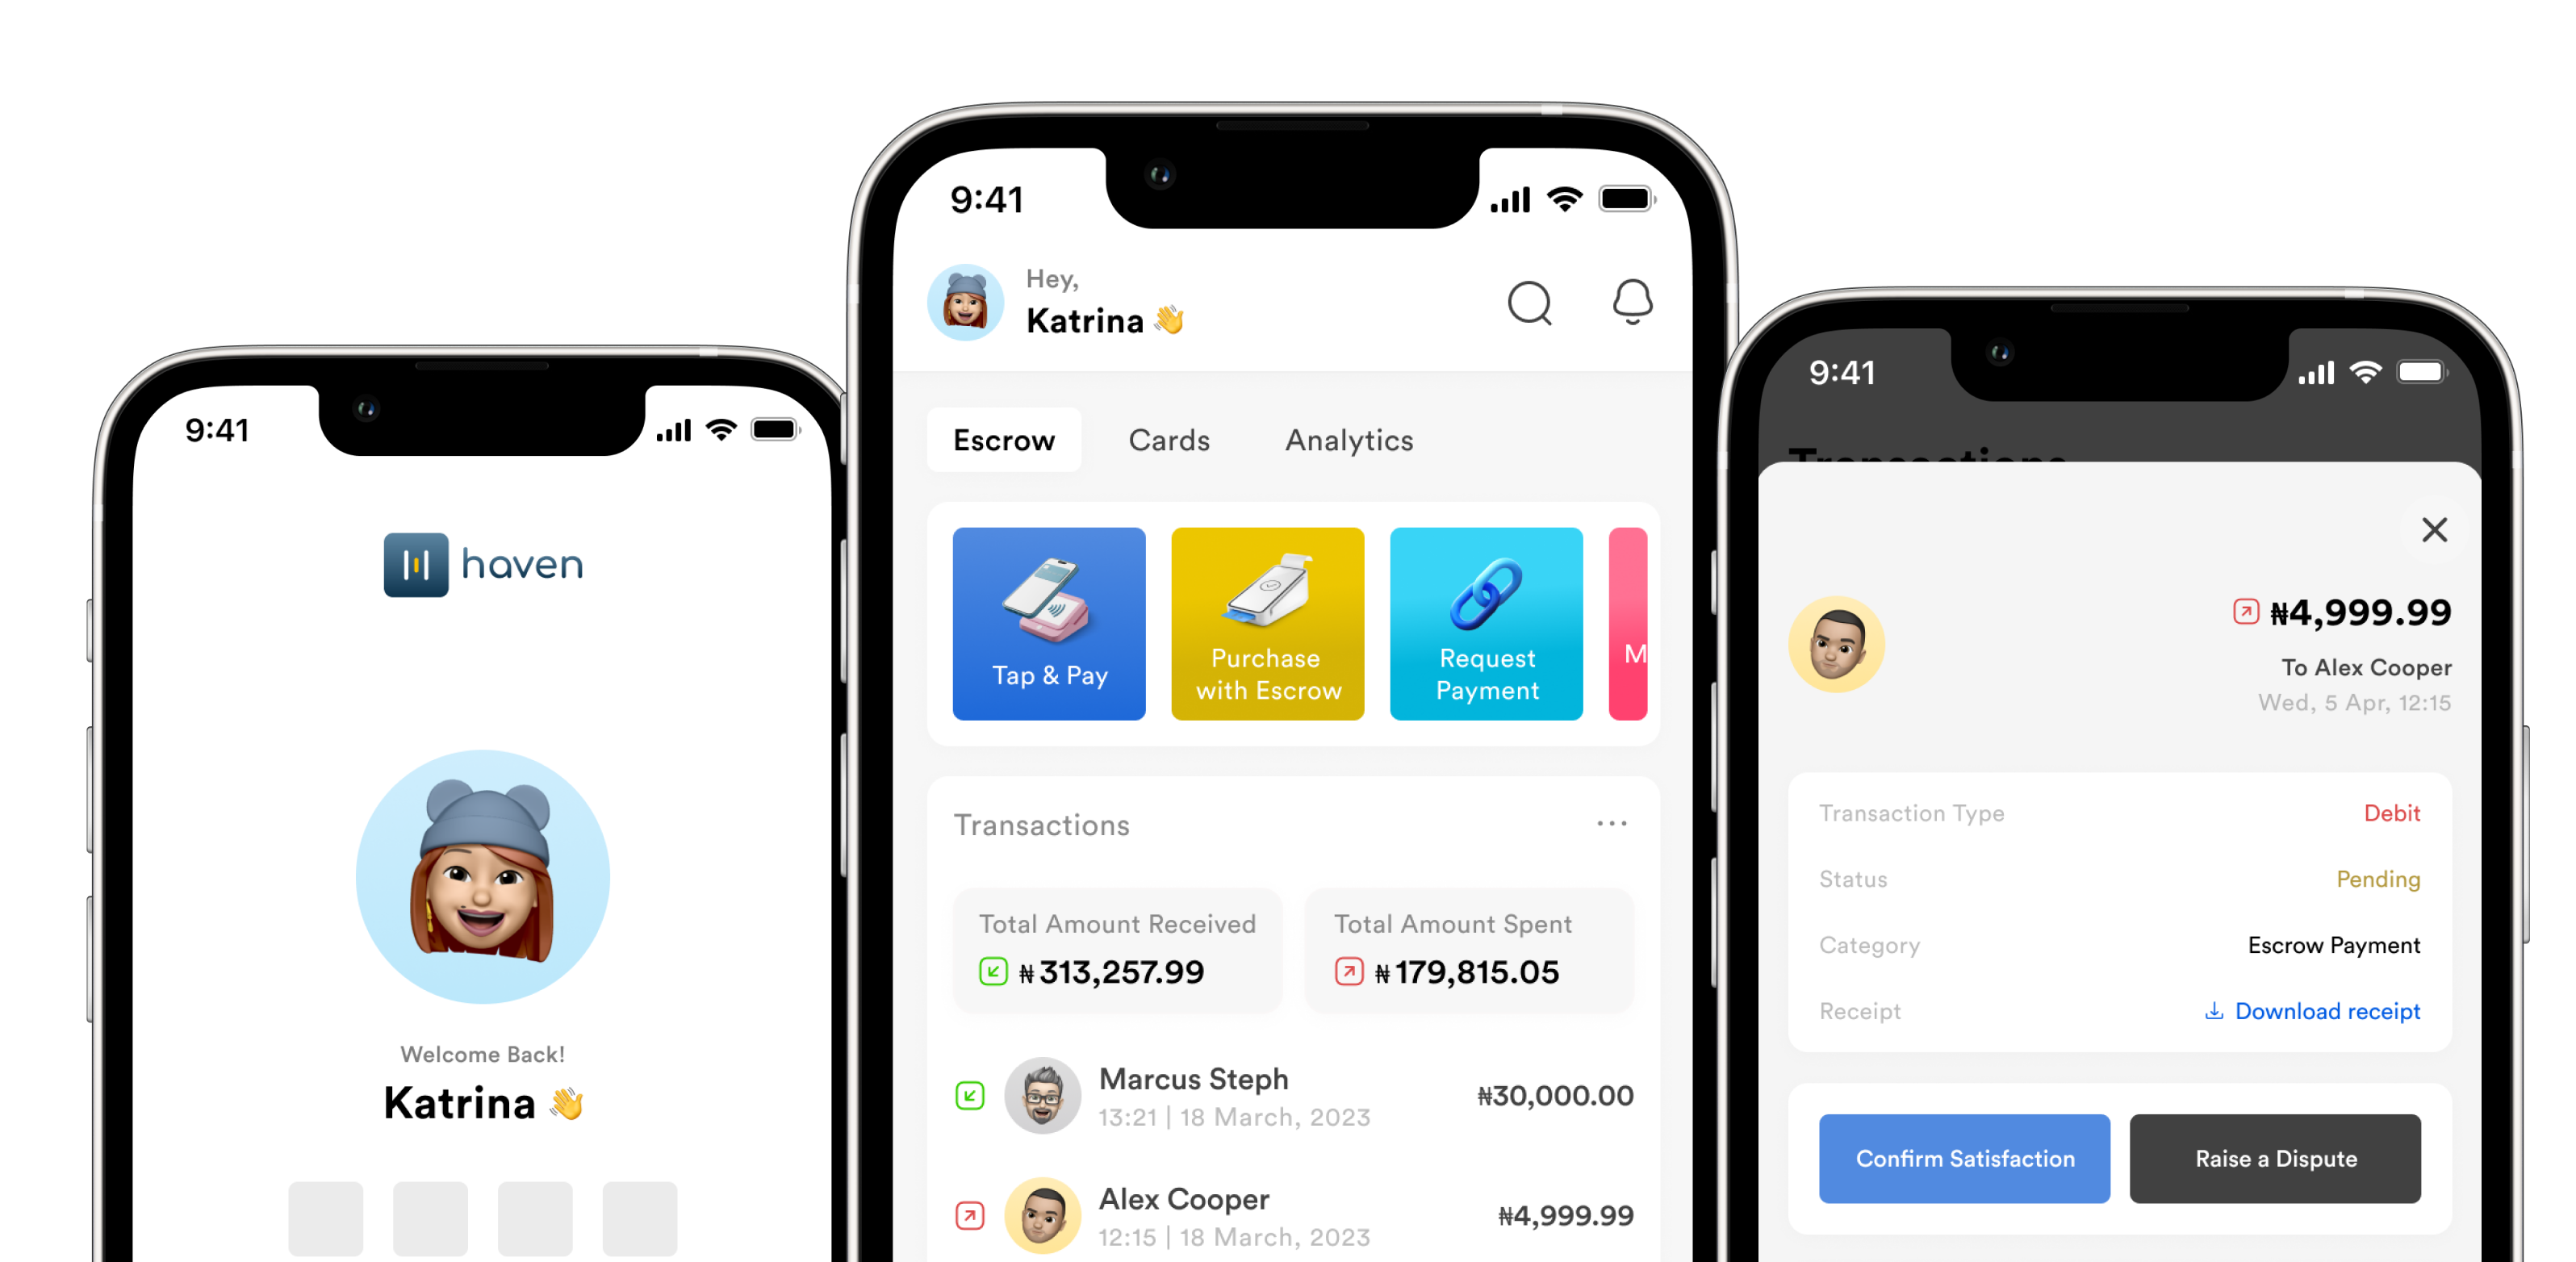 9:41
haven
Welcome Back!
Katrina 👋
9:41
Hey,
Katrina 👋
Escrow
Cards
Analytics
Tap & Pay
Purchase
with Escrow
Request
Payment
M
Transactions
Total Amount Received
₦ 313,257.99
Total Amount Spent
₦ 179,815.05
Marcus Steph
13:21 | 18 March, 2023
₦30,000.00
Alex Cooper
12:15 | 18 March, 2023
₦4,999.99
9:41
Transactions
₦4,999.99
To Alex Cooper
Wed, 5 Apr, 12:15
Transaction Type
Debit
Status
Pending
Category
Escrow Payment
Receipt
Download receipt
Confirm Satisfaction
Raise a Dispute